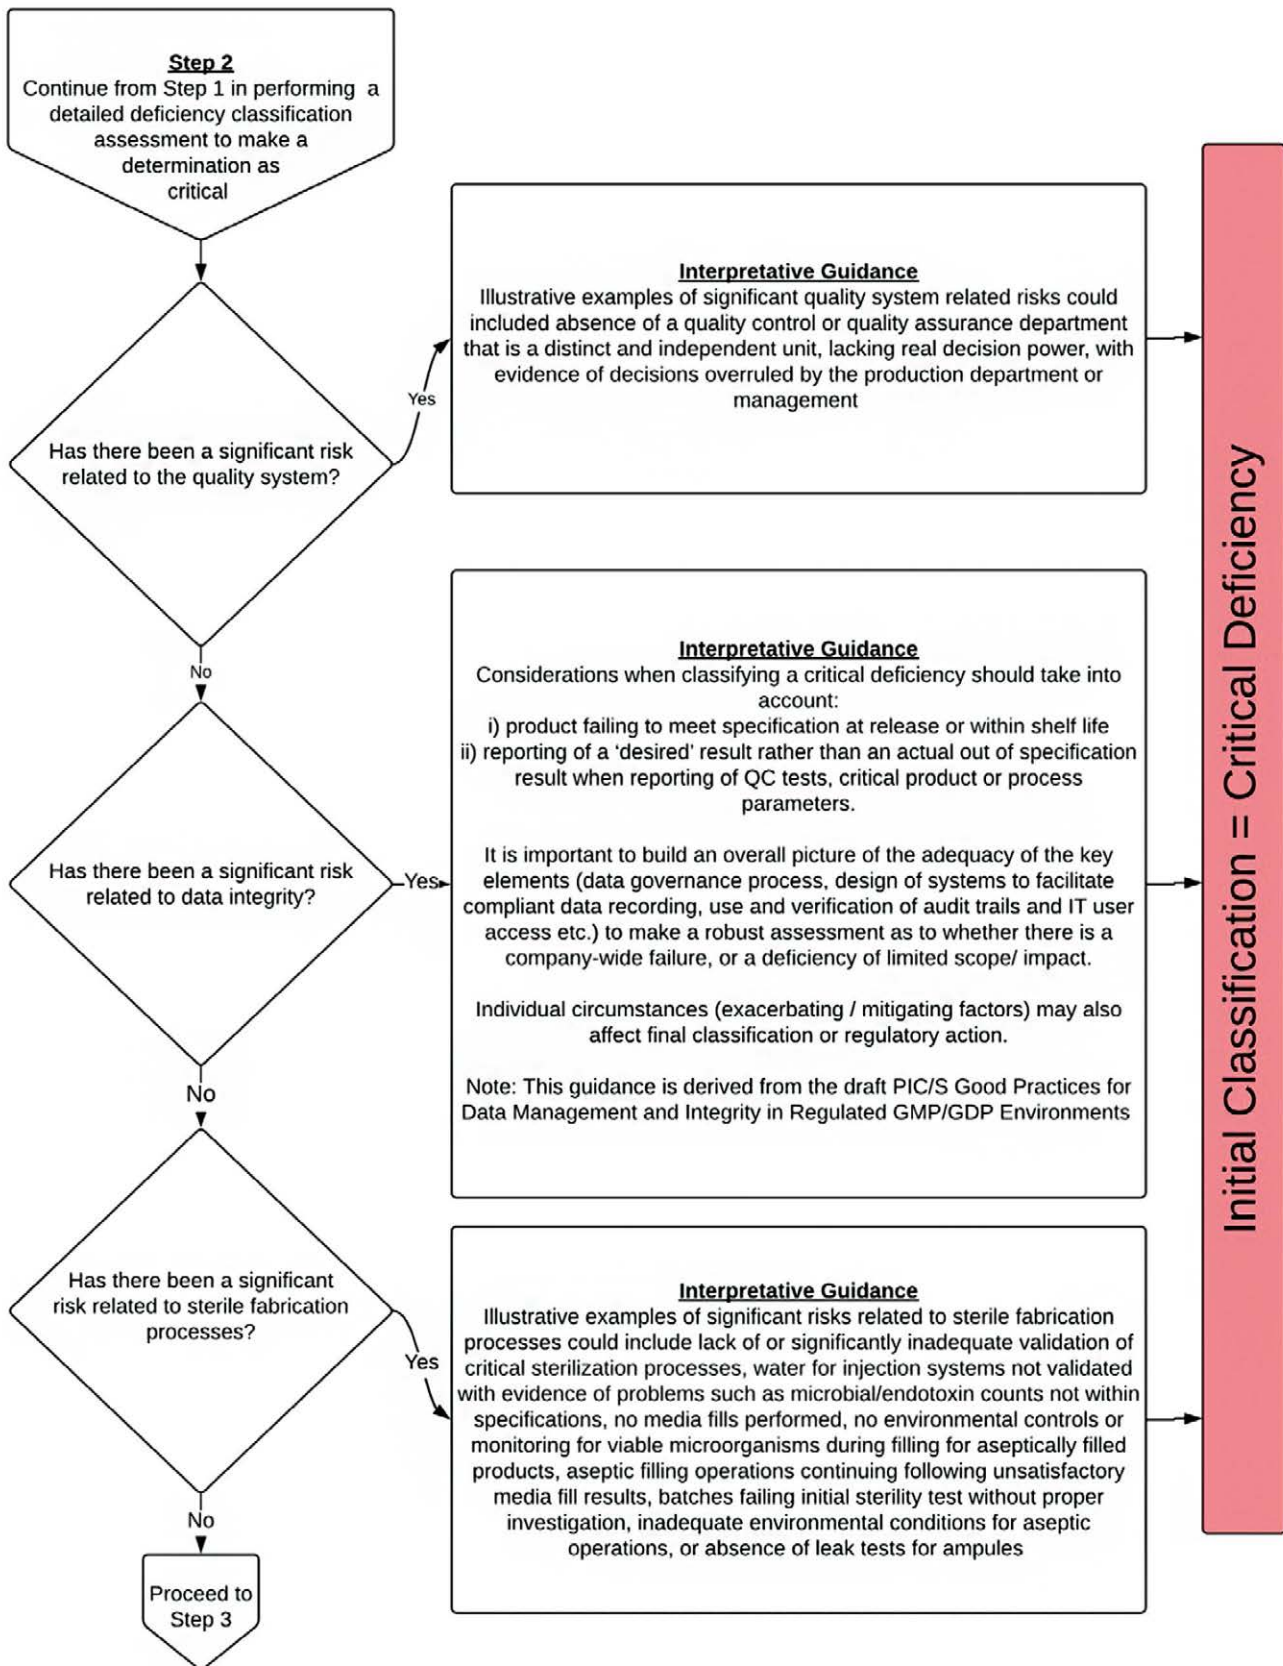 Step 2
Continue from Step 1 in performing a
detailed deficiency classification
assessment to make a
determination as
critical
Has there been a significant risk
related to the quality system?
Yes
Interpretative Guidance
Illustrative examples of significant quality system related risks could
included absence of a quality control or quality assurance department
that is a distinct and independent unit, lacking real decision power, with
evidence of decisions overruled by the production department or
management
No
Has there been a significant risk
related to data integrity?
Yes
Interpretative Guidance
Considerations when classifying a critical deficiency should take into
account:
i) product failing to meet specification at release or within shelf life
ii) reporting of a ‘desired’ result rather than an actual out of specification
result when reporting of QC tests, critical product or process
parameters.
It is important to build an overall picture of the adequacy of the key
elements (data governance process, design of systems to facilitate
compliant data recording, use and verification of audit trails and IT user
access etc.) to make a robust assessment as to whether there is a
company-wide failure, or a deficiency of limited scope/ impact.
Individual circumstances (exacerbating / mitigating factors) may also
affect final classification or regulatory action.
Note: This guidance is derived from the draft PIC/S Good Practices for
Data Management and Integrity in Regulated GMP/GDP Environments
No
Has there been a significant
risk related to sterile fabrication
processes?
Yes
Interpretative Guidance
Illustrative examples of significant risks related to sterile fabrication
processes could include lack of or significantly inadequate validation of
critical sterilization processes, water for injection systems not validated
with evidence of problems such as microbial/endotoxin counts not within
specifications, no media fills performed, no environmental controls or
monitoring for viable microorganisms during filling for aseptically filled
products, aseptic filling operations continuing following unsatisfactory
media fill results, batches failing initial sterility test without proper
investigation, inadequate environmental conditions for aseptic
operations, or absence of leak tests for ampules
No
Proceed to
Step 3
Initial Classification = Critical Deficiency